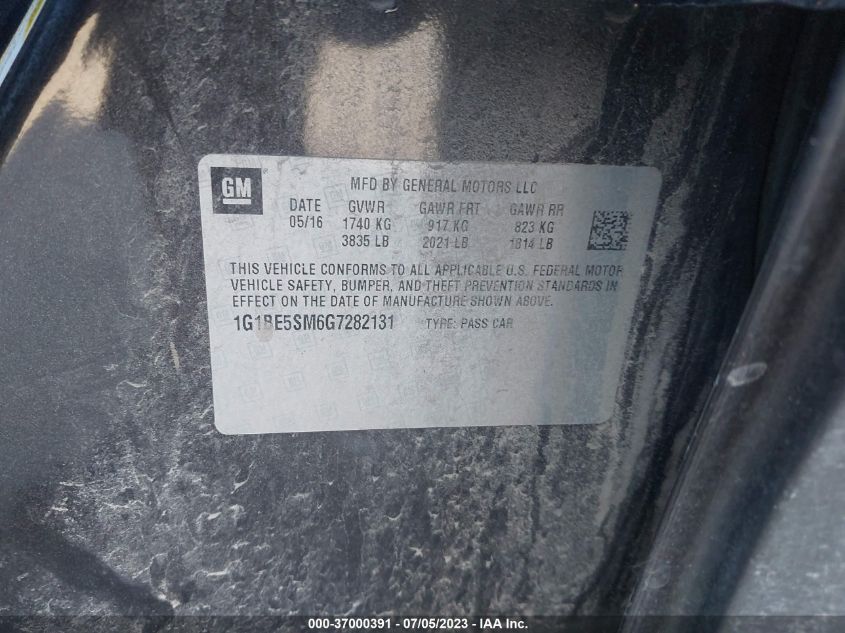 GM
MFD BY GENERAL MOTORS LLC
DATE GVWR GAWR FRT GAWR RR
05/16 1740 KG 917 KG 823 KG
3835 LB 2021 LB 1814 LB
THIS VEHICLE CONFORMS TO ALL APPLICABLE U.S. FEDERAL MOTOR
VEHICLE SAFETY, BUMPER, AND THEFT PREVENTION STANDARDS IN
EFFECT ON THE DATE OF MANUFACTURE SHOWN ABOVE.
1G1BE5SM6G7282131 TYPE: PASS CAR
000-37000391 - 07/05/2023 - IAA Inc.